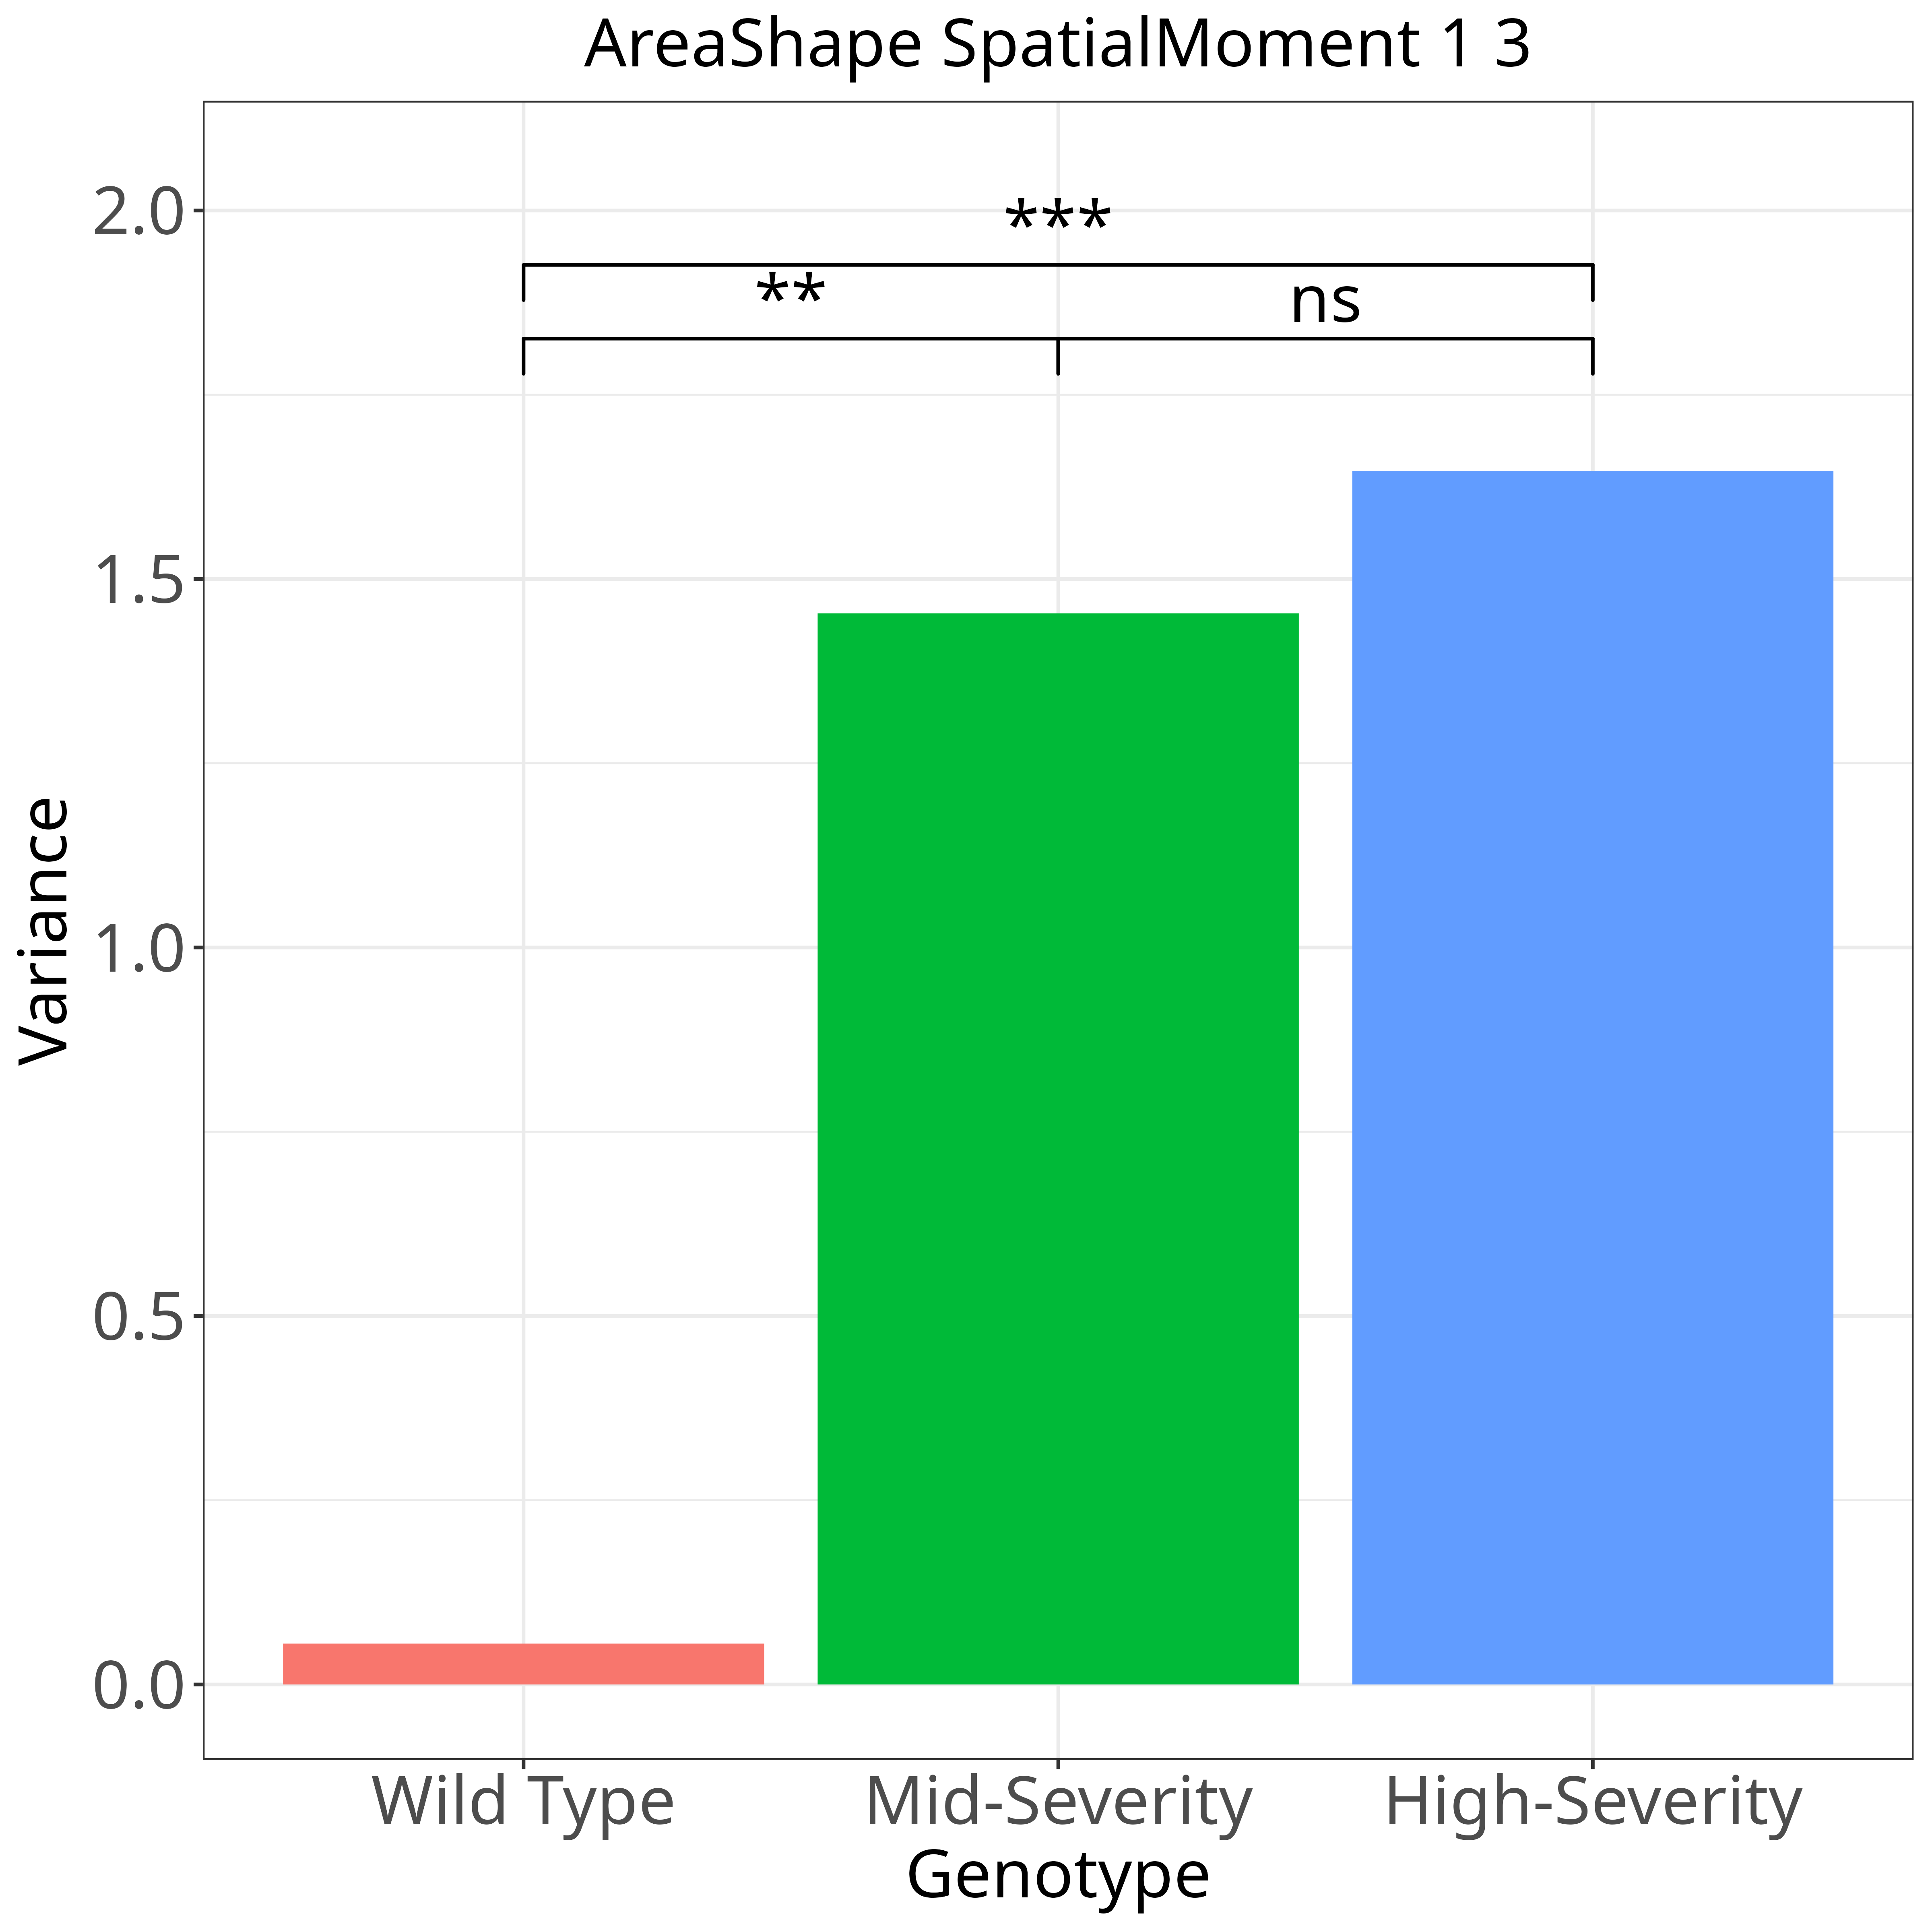 AreaShape SpatialMoment 1 3
2.0
***
**
ns
1.5
1.0
0.5
0.0
Variance
Wild Type Mid-Severity High-Severity
Genotype